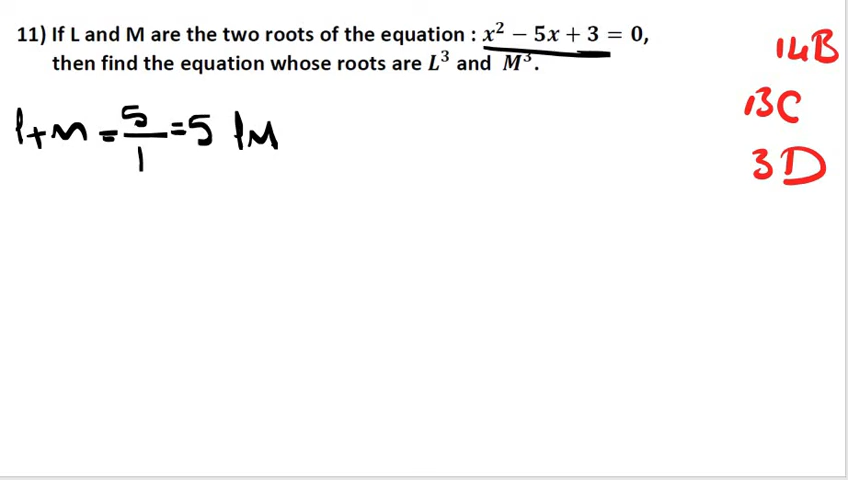 11) If L and M are the two roots of the equation : x² − 5x + 3 = 0,
then find the equation whose roots are L³ and M³.
14B
13C
3D
l+M = 5/1 = 5 lM